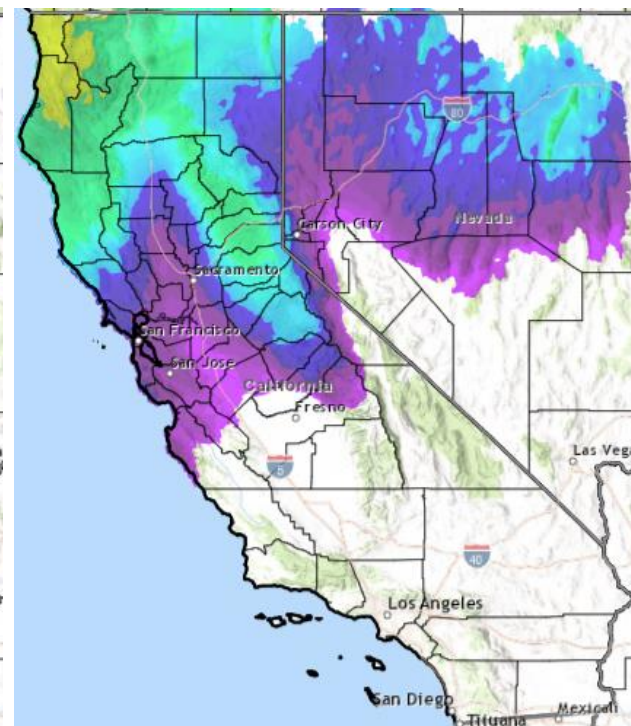 80
Nevada
Carson City
Sacramento
San Francisco
San Jose
California
Fresno
Las Vega
5
40
Los Angeles
San Diego
Tijuana
Mexicali